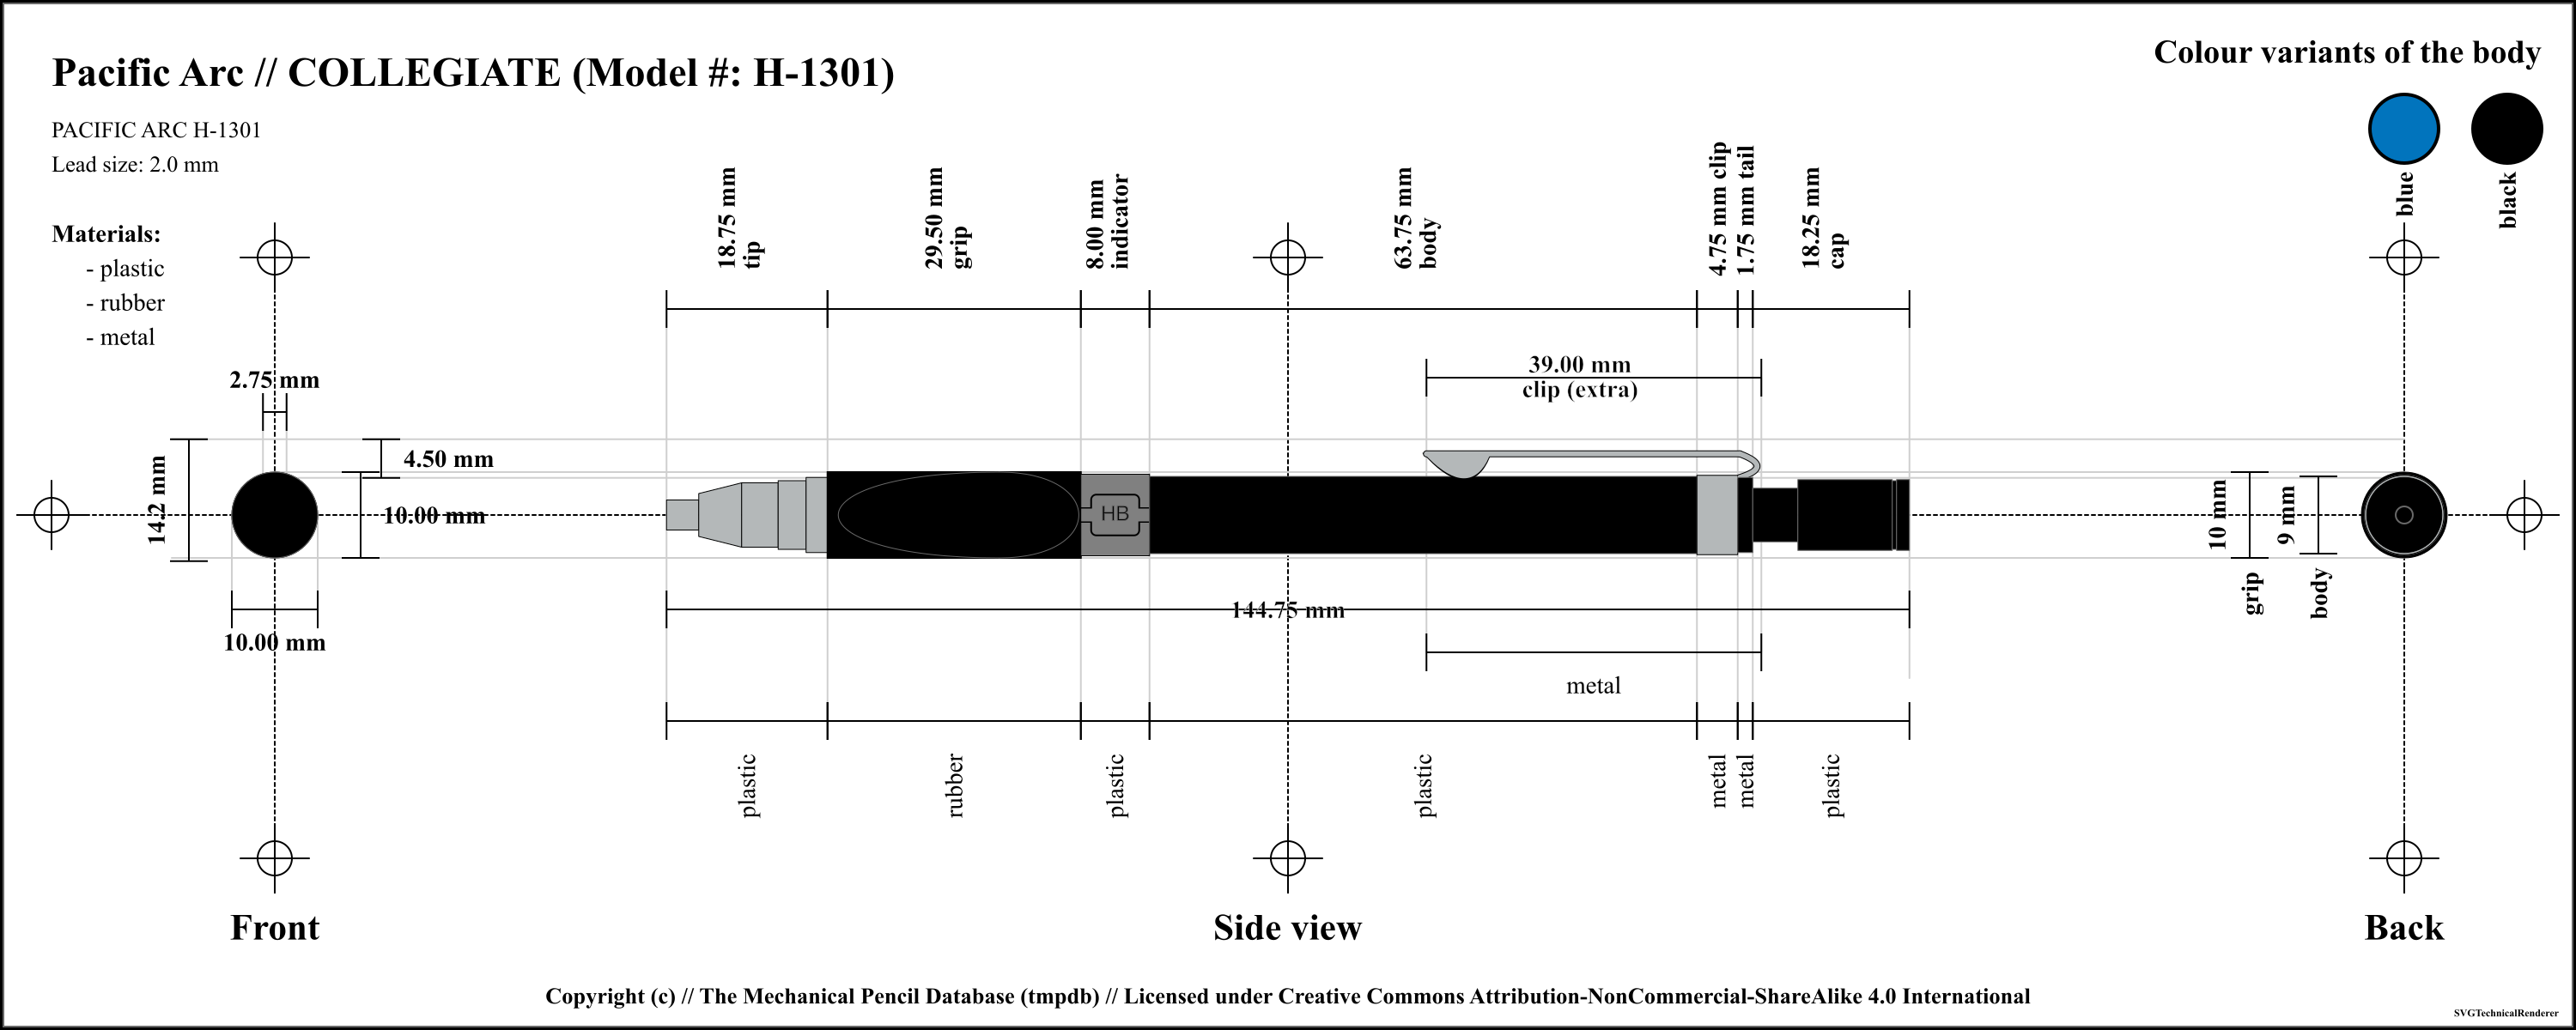 Pacific Arc // COLLEGIATE (Model #: H-1301)
Colour variants of the body
PACIFIC ARC H-1301
Lead size: 2.0 mm
blue
black
Materials:
- plastic
- rubber
- metal
18.75 mm
tip
29.50 mm
grip
8.00 mm
indicator
63.75 mm
body
4.75 mm clip
1.75 mm tail
18.25 mm
cap
39.00 mm
clip (extra)
2.75 mm
4.50 mm
14.2 mm
10.00 mm
10.00 mm
HB
10 mm
grip
9 mm
body
144.75 mm
metal
plastic
rubber
plastic
plastic
metal
metal
plastic
Front
Side view
Back
Copyright (c) // The Mechanical Pencil Database (tmpdb) // Licensed under Creative Commons Attribution-NonCommercial-ShareAlike 4.0 International
SVGTechnicalRenderer